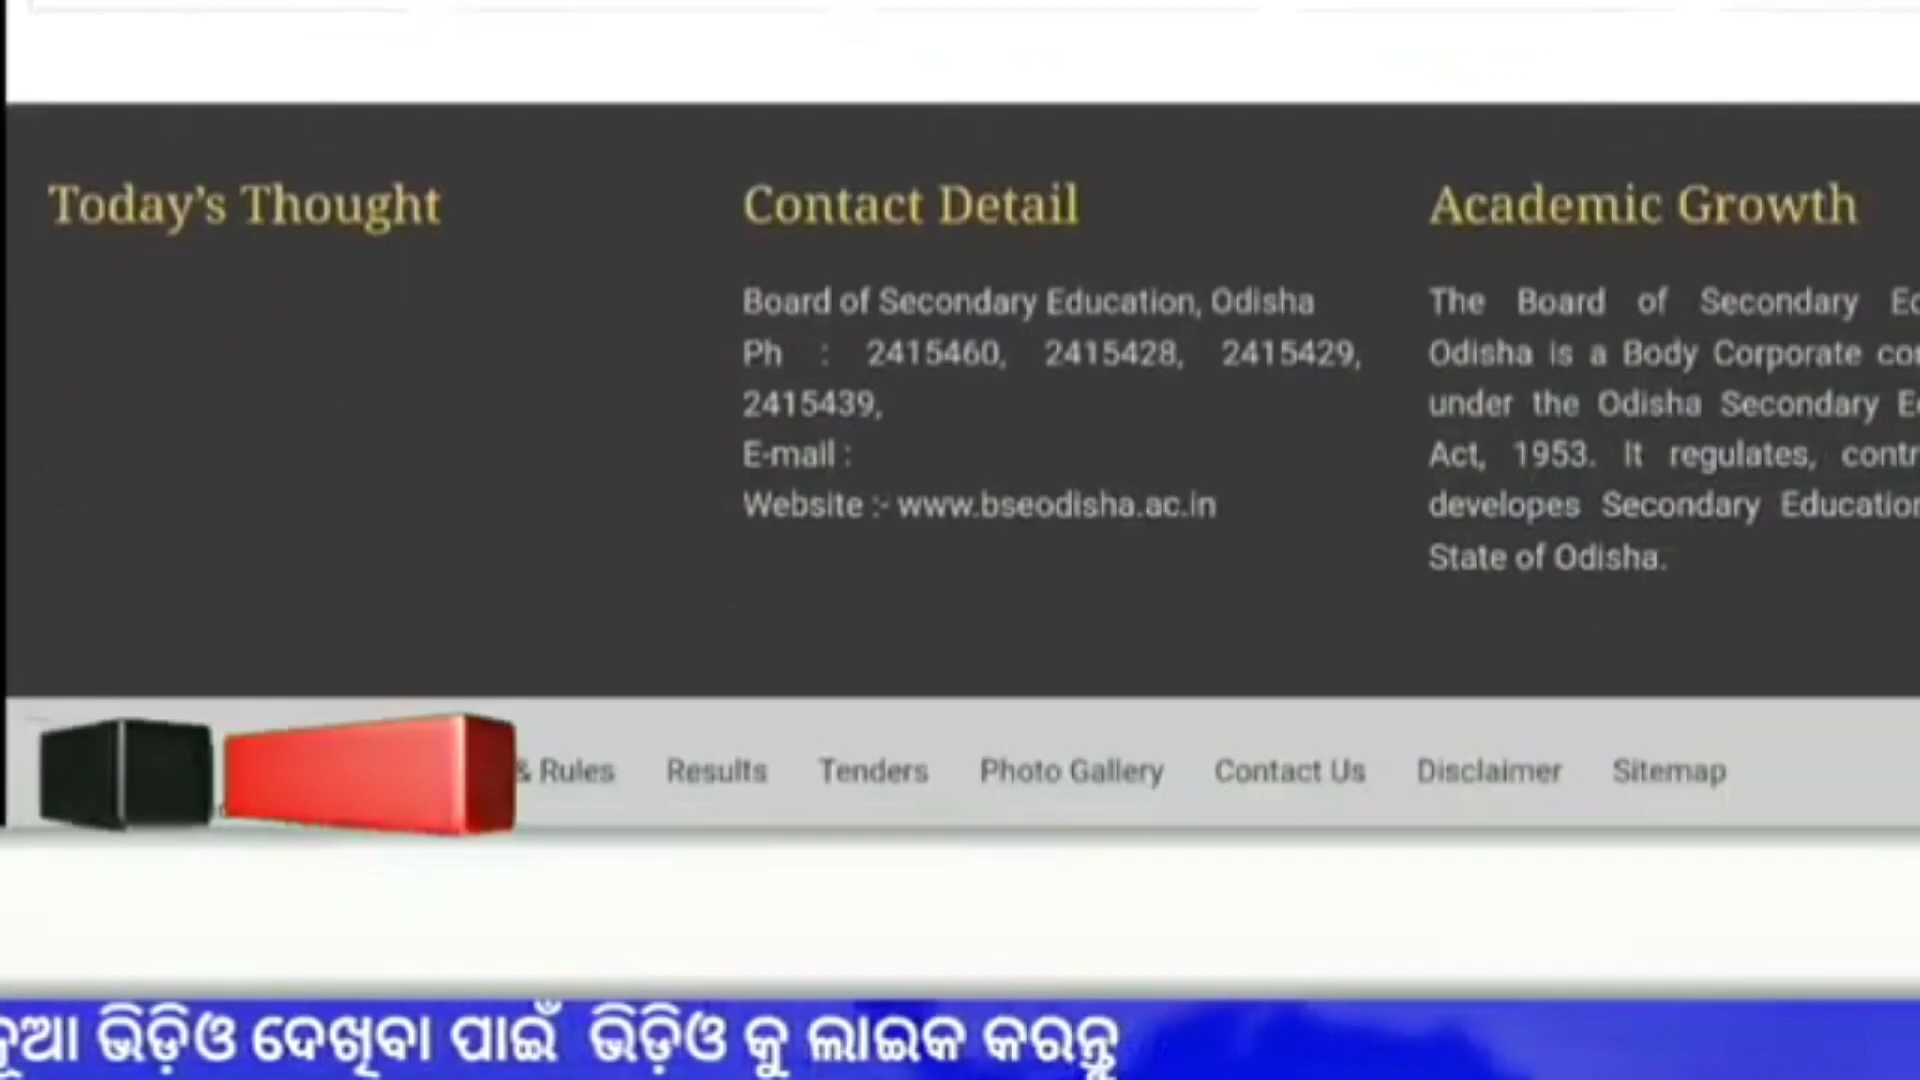 Today's Thought
Contact Detail
Board of Secondary Education, Odisha
Ph : 2415460, 2415428, 2415429,
2415439,
E-mail :
Website :- www.bseodisha.ac.in
Academic Growth
The Board of Secondary
Odisha is a Body Corporate
under the Odisha Secondary
Act, 1953. It regulates,
developes Secondary
State of Odisha.
& Rules Results Tenders Photo Gallery Contact Us Disclaimer Sitemap
ଭିଡ଼ିଓ ଦେଖିବା ପାଇଁ ଭିଡ଼ିଓ କୁ ଲାଇକ କରନ୍ତୁ